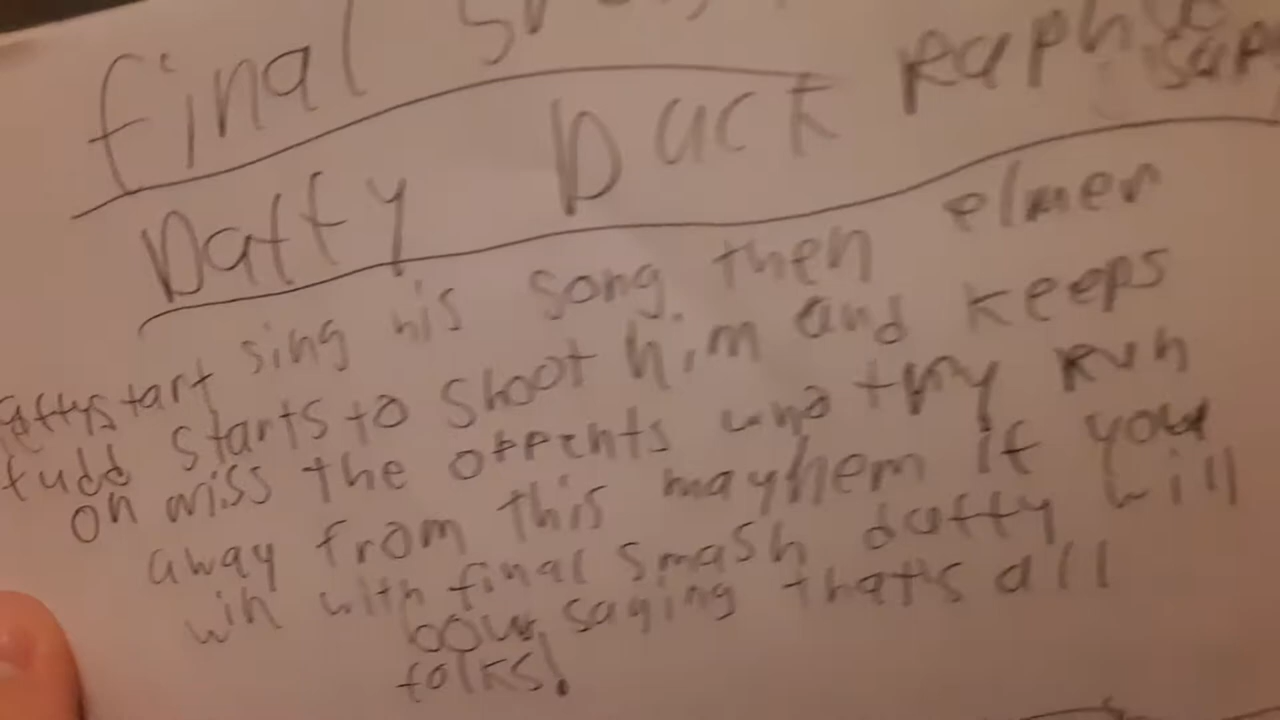 final
Daffy Duck
sing his song then elmer
fudd starts to shoot him and keeps
on miss the oppents who try run
away from this mayhem if you
win with final smash daffy will
bow saying that's all
folks!